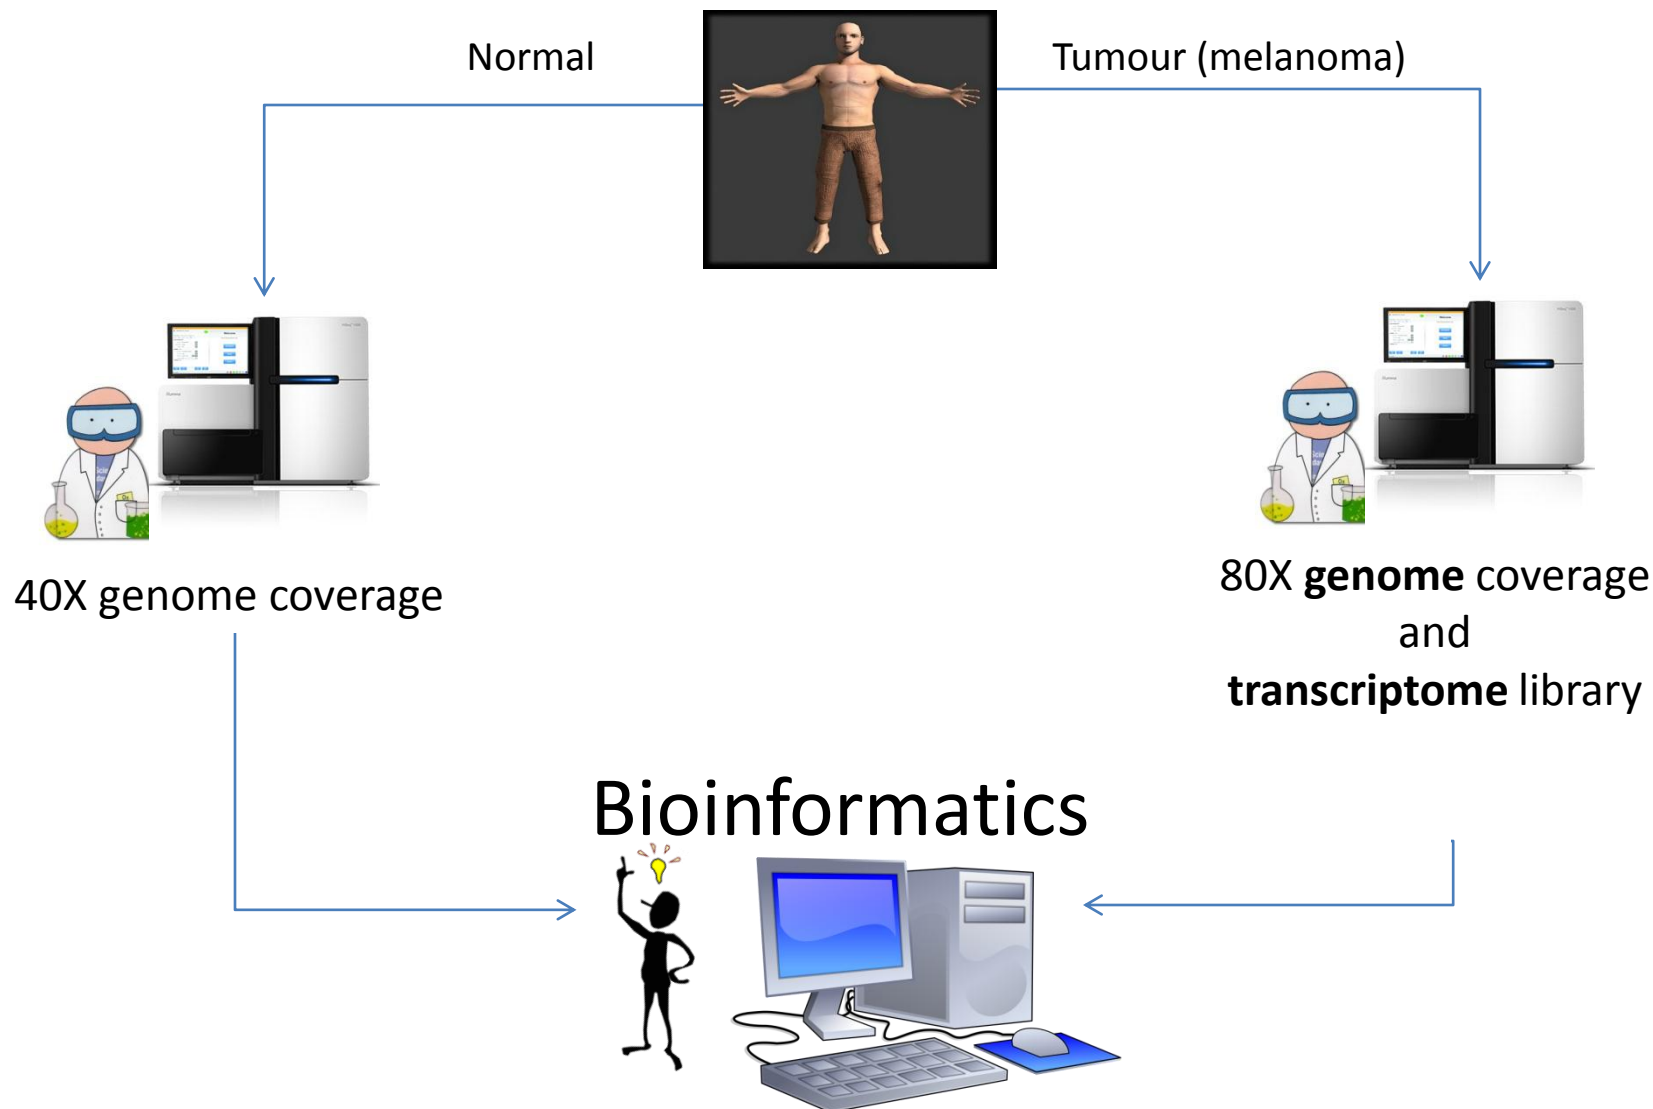 Normal
Tumour (melanoma)
40X genome coverage
80X genome coverage
and
transcriptome library
Bioinformatics